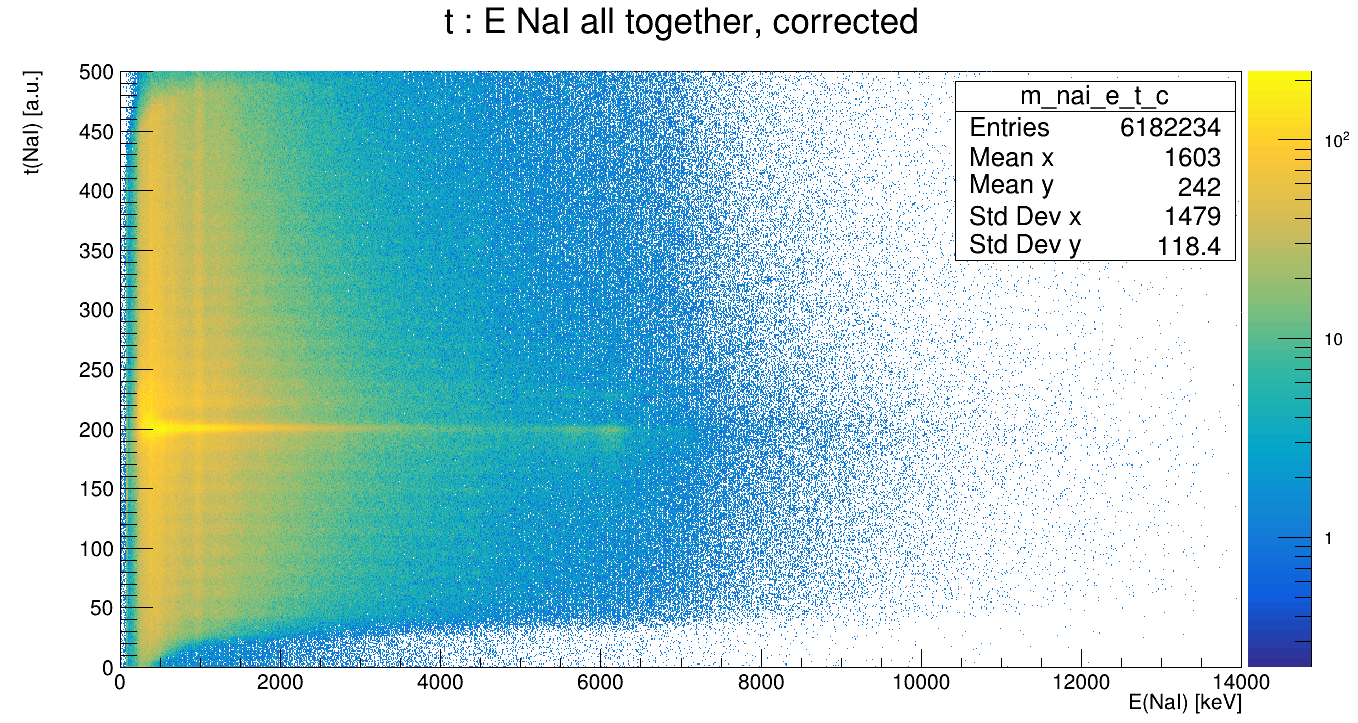 t : E NaI all together, corrected
t(NaI) [a.u.]
500
450
400
350
300
250
200
150
100
50
0
m_nai_e_t_c
Entries 6182234
Mean x 1603
Mean y 242
Std Dev x 1479
Std Dev y 118.4
10²
10
1
0 2000 4000 6000 8000 10000 12000 14000
E(NaI) [keV]